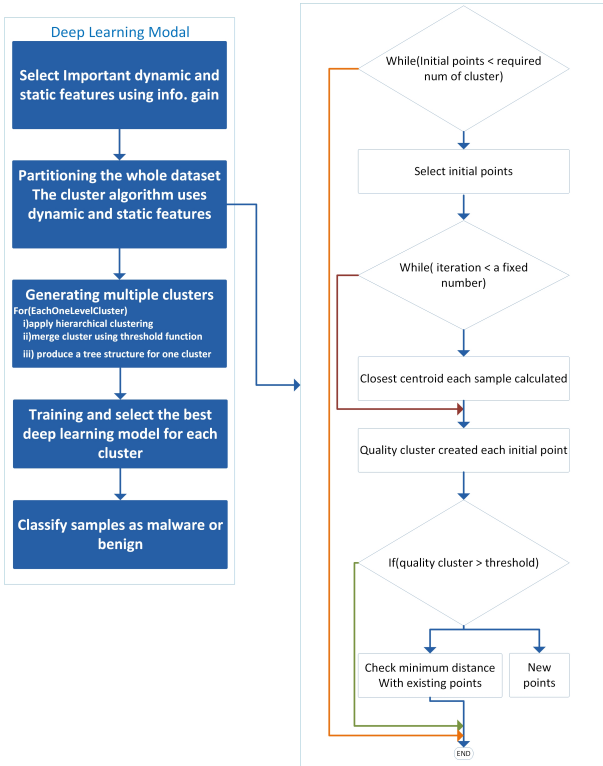 Deep Learning Modal
Select Important dynamic and
static features using info. gain
Partitioning the whole dataset
The cluster algorithm uses
dynamic and static features
Generating multiple clusters
For(EachOneLevelCluster)
i)apply hierarchical clustering
ii)merge cluster using threshold function
iii) produce a tree structure for one cluster
Training and select the best
deep learning model for each
cluster
Classify samples as malware or
benign
While(Initial points < required
num of cluster)
Select initial points
While( iteration < a fixed
number)
Closest centroid each sample calculated
Quality cluster created each initial point
If(quality cluster > threshold)
Check minimum distance
With existing points
New
points
END